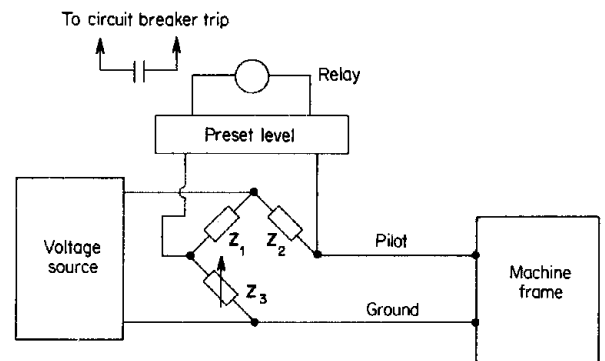 To circuit breaker trip
Relay
Preset level
Voltage
source
Z1
Z2
Z3
Pilot
Ground
Machine
frame